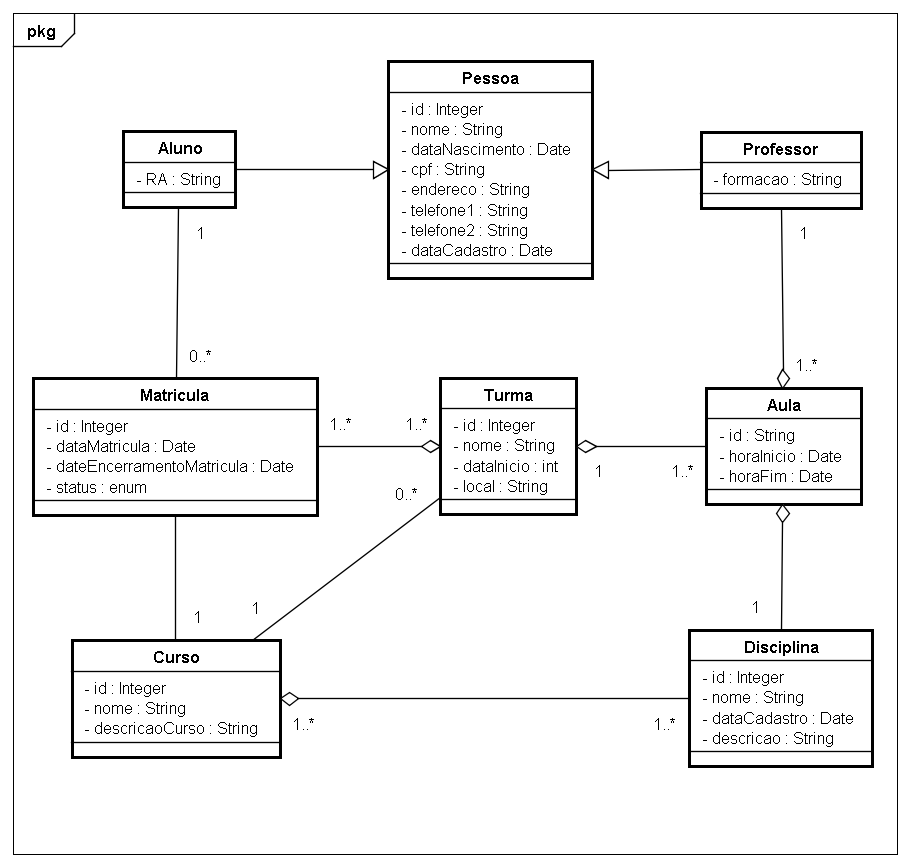 pkg
Pessoa
- id : Integer
- nome : String
- dataNascimento : Date
- cpf : String
- endereco : String
- telefone1 : String
- telefone2 : String
- dataCadastro : Date
Aluno
- RA : String
Professor
- formacao : String
1
1
0..*
1..*
Matricula
- id : Integer
- dataMatricula : Date
- dateEncerramentoMatricula : Date
- status : enum
1..*
1..*
Turma
- id : Integer
- nome : String
- dataInicio : int
- local : String
1
1..*
Aula
- id : String
- horaInicio : Date
- horaFim : Date
0..*
1
1
1
Curso
- id : Integer
- nome : String
- descricaoCurso : String
1..*
1..*
Disciplina
- id : Integer
- nome : String
- dataCadastro : Date
- descricao : String